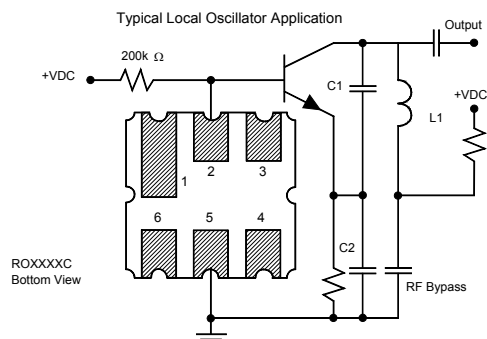 Typical Local Oscillator Application
Output
200k Ω
+VDC
C1
+VDC
L1
1
2
3
6
5
4
C2
ROXXXXC
Bottom View
RF Bypass